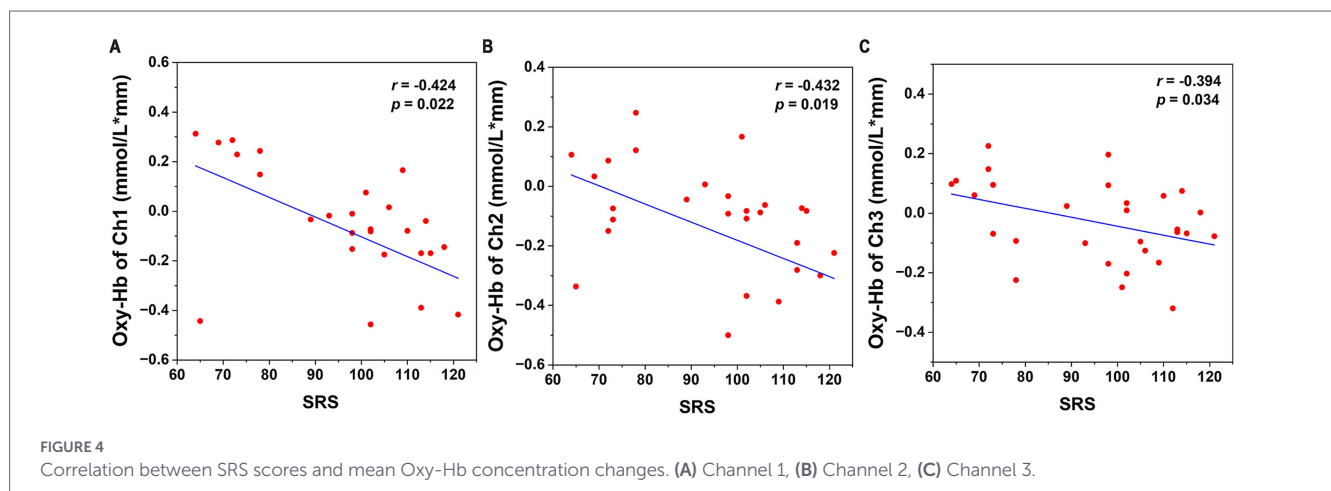 A
Oxy-Hb of Ch1 (mmol/L*mm)
0.6
0.4
0.2
0.0
−0.2
−0.4
−0.6
r = -0.424
p = 0.022
60 70 80 90 100 110 120
SRS
B
Oxy-Hb of Ch2 (mmol/L*mm)
0.4
0.2
0.0
−0.2
−0.4
−0.6
r = -0.432
p = 0.019
60 70 80 90 100 110 120
SRS
C
Oxy-Hb of Ch3 (mmol/L*mm)
0.4
0.2
0.0
−0.2
−0.4
r = -0.394
p = 0.034
60 70 80 90 100 110 120
SRS
FIGURE 4
Correlation between SRS scores and mean Oxy-Hb concentration changes. (A) Channel 1, (B) Channel 2, (C) Channel 3.